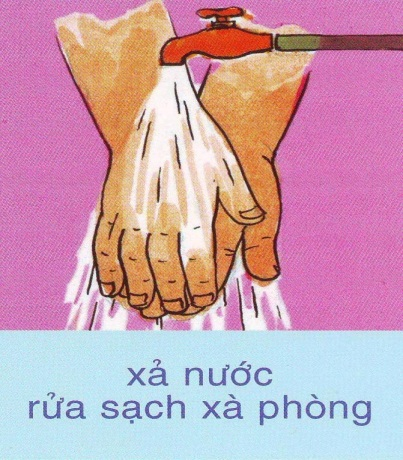 xả nước
rửa sạch xà phòng